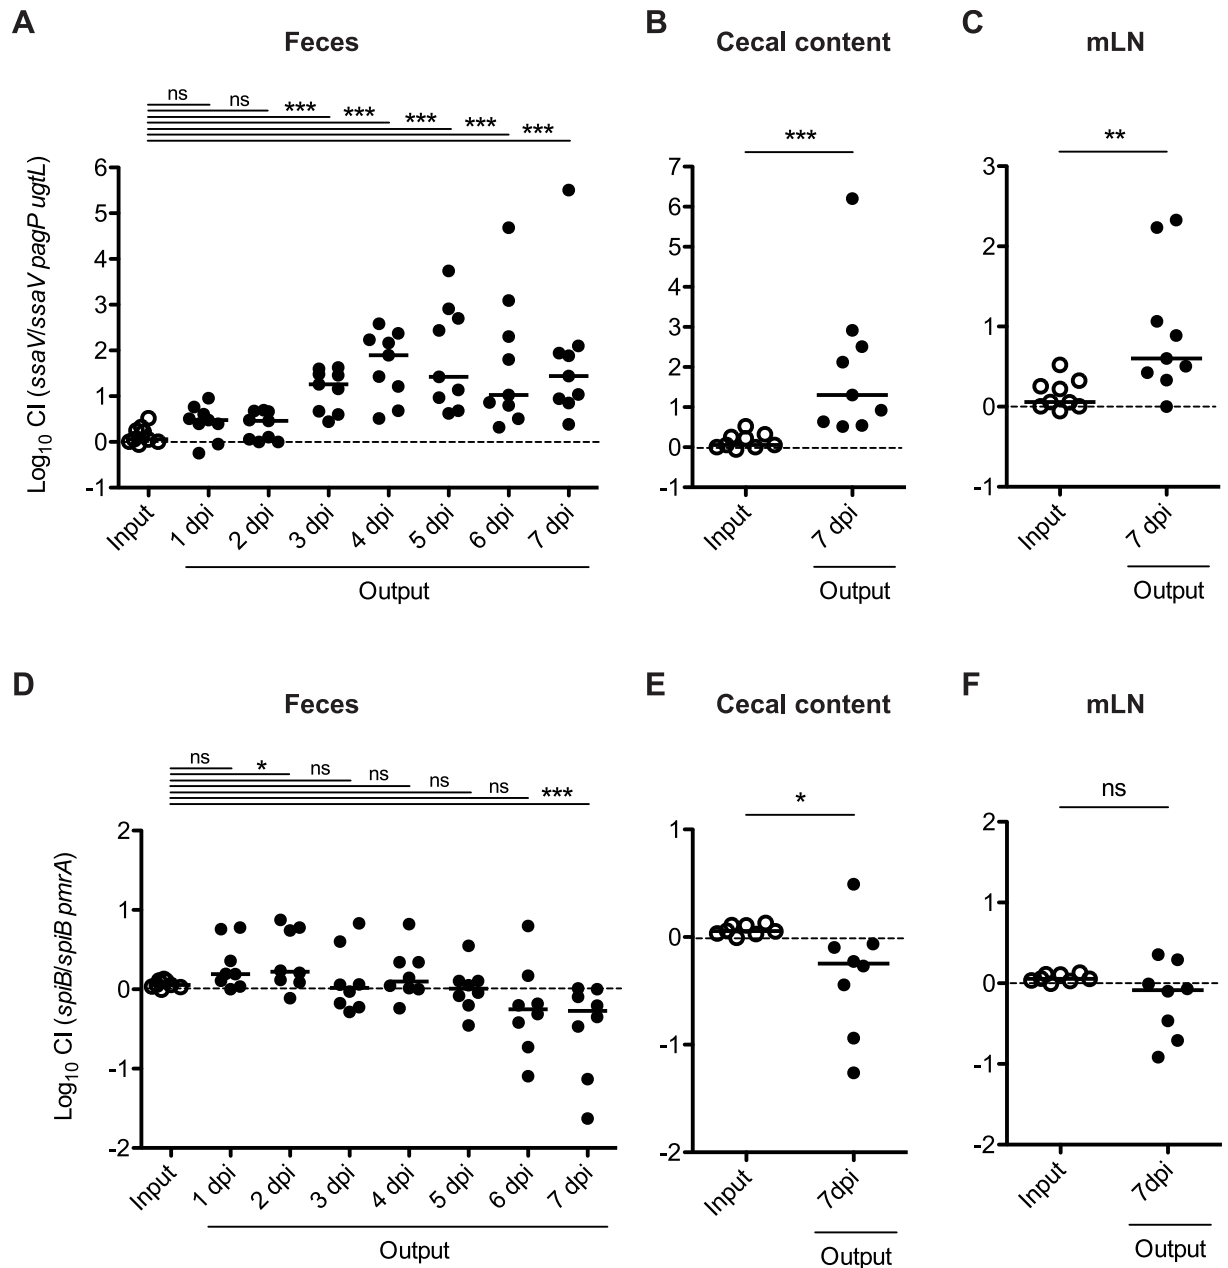 A
Feces
ns ns *** *** *** *** ***
Log10 CI (ssaV/ssaV pagP ugtL)
6
5
4
3
2
1
0
-1
Input 1 dpi 2 dpi 3 dpi 4 dpi 5 dpi 6 dpi 7 dpi
Output
B
Cecal content
***
7
6
5
4
3
2
1
0
-1
Input 7 dpi
Output
C
mLN
**
3
2
1
0
-1
Input 7 dpi
Output
D
Feces
ns * ns ns ns ns ***
Log10 CI (spiB/spiB pmrA)
2
1
0
-1
-2
Input 1 dpi 2 dpi 3 dpi 4 dpi 5 dpi 6 dpi 7 dpi
Output
E
Cecal content
*
1
0
-1
-2
Input 7dpi
Output
F
mLN
ns
2
1
0
-1
-2
Input 7dpi
Output